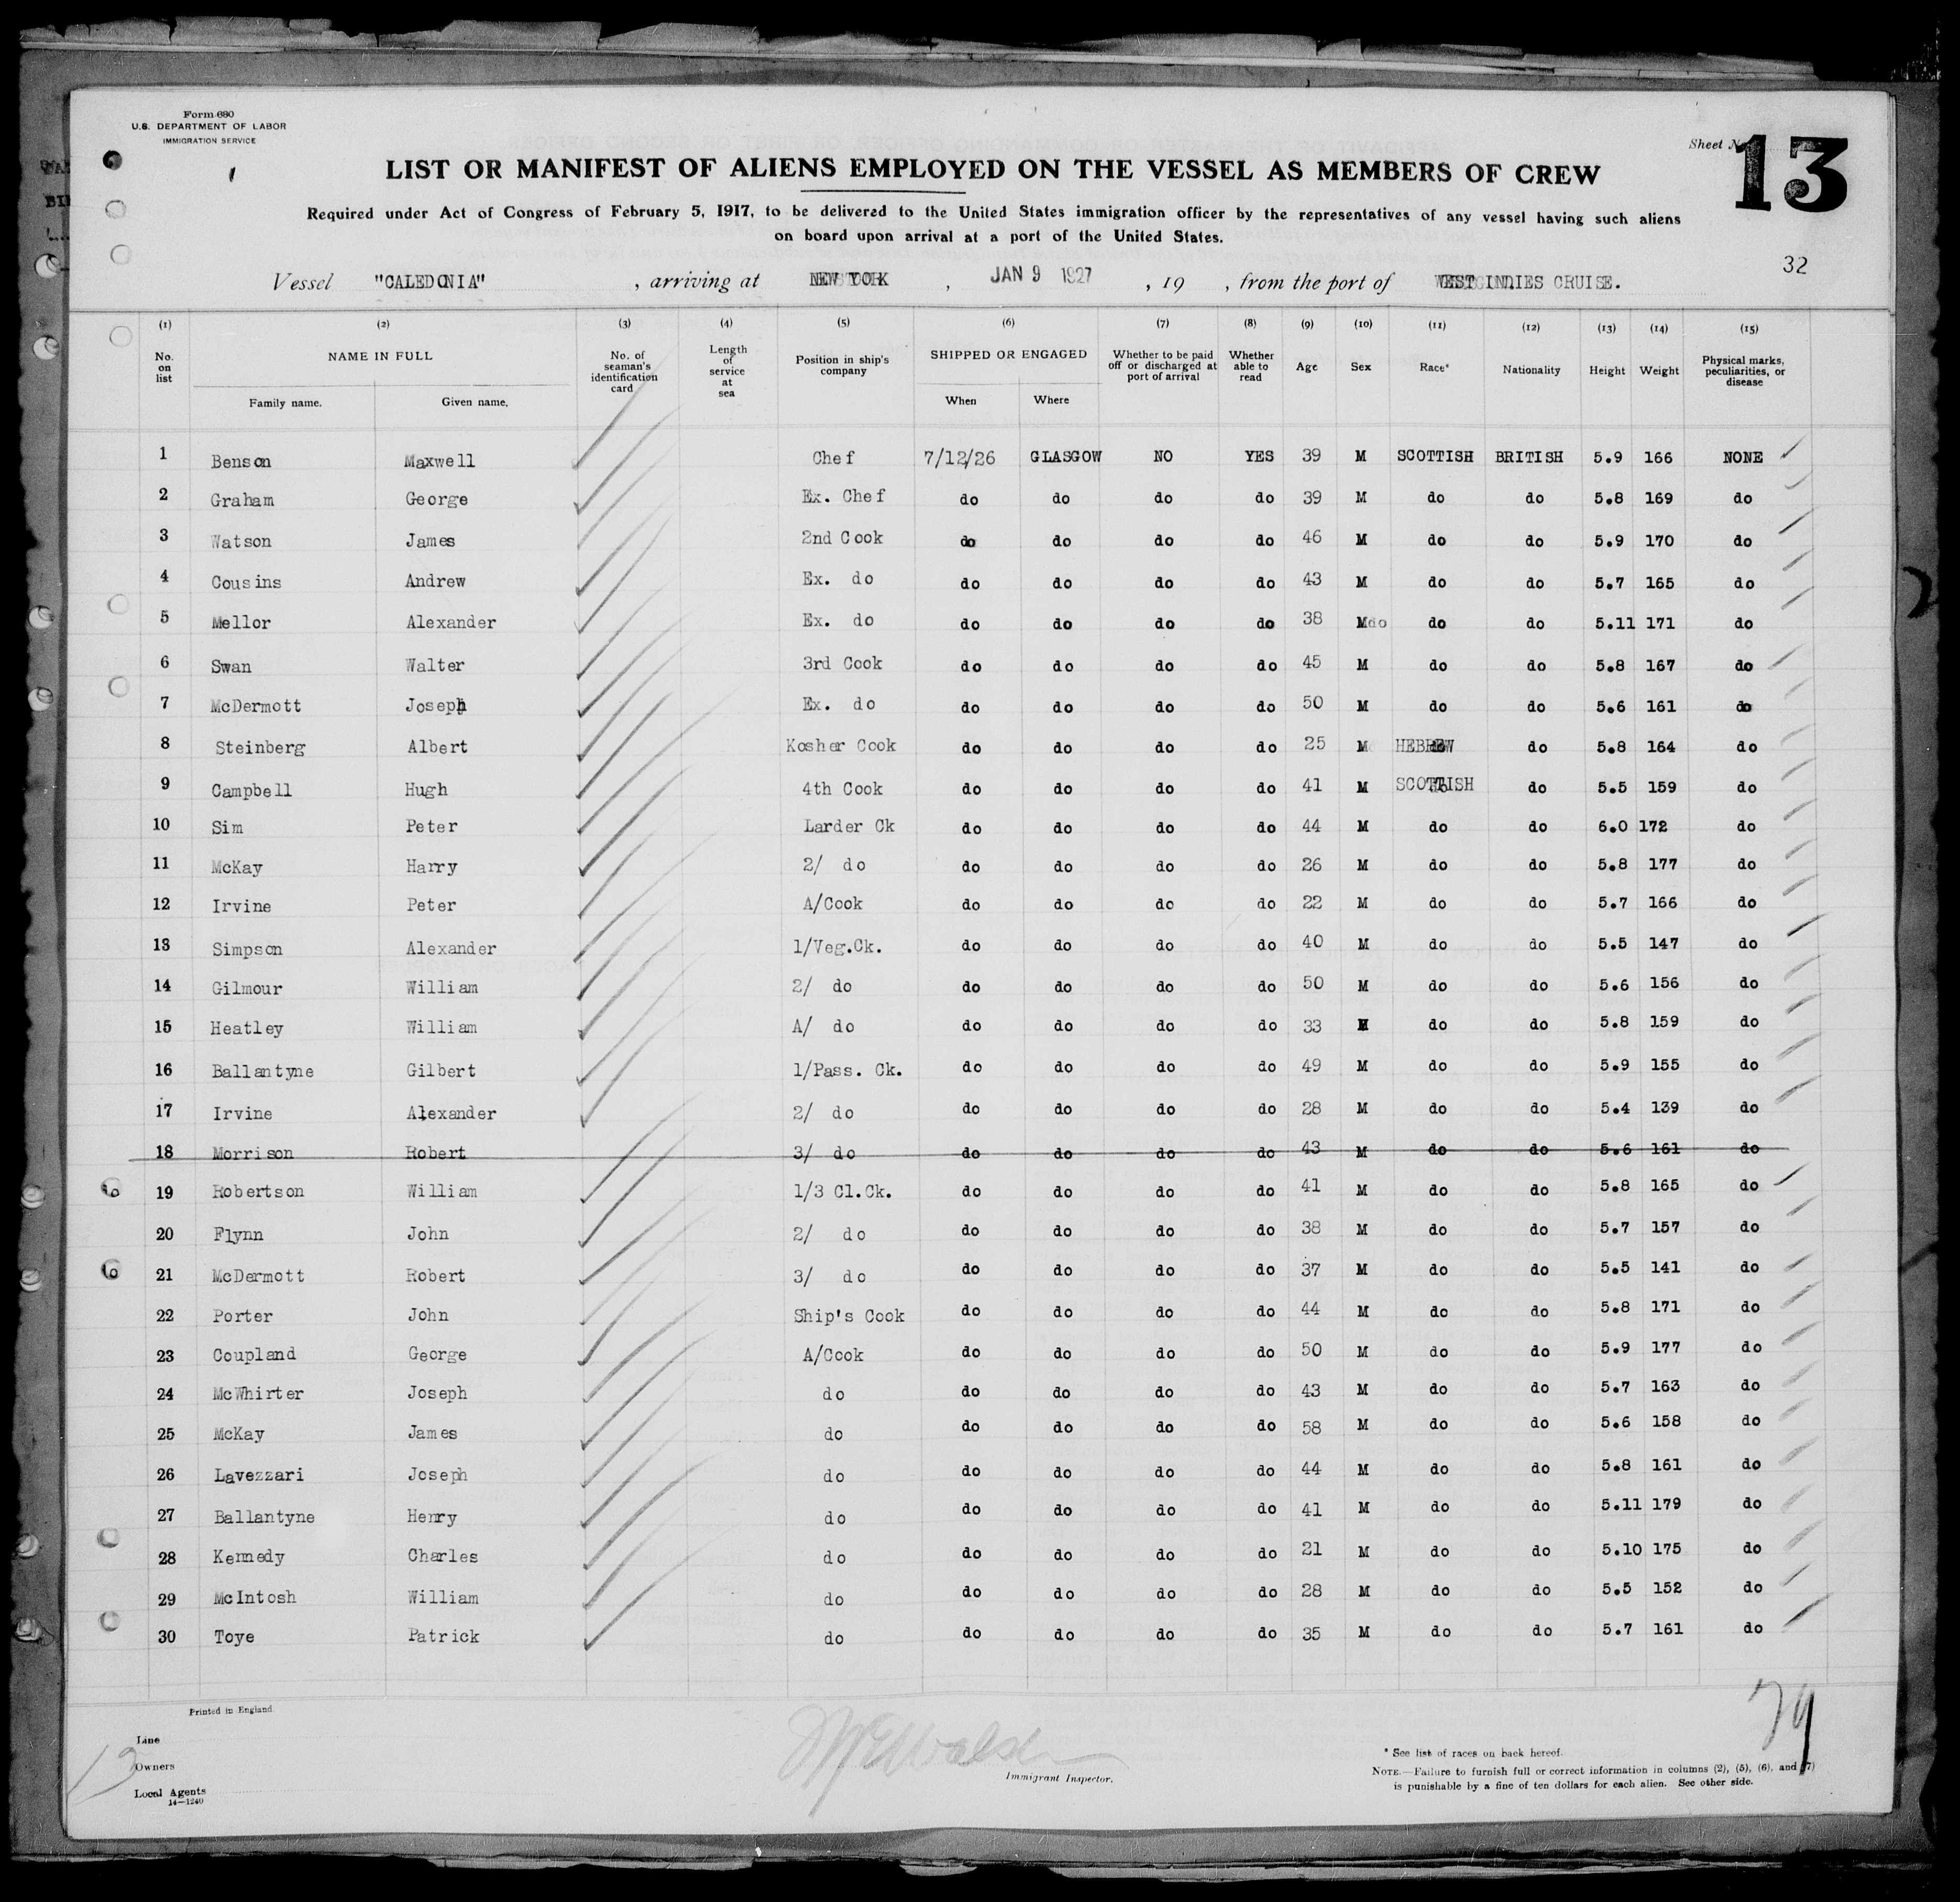 Form 680
U.S. DEPARTMENT OF LABOR
IMMIGRATION SERVICE
Sheet No. 13
LIST OR MANIFEST OF ALIENS EMPLOYED ON THE VESSEL AS MEMBERS OF CREW
Required under Act of Congress of February 5, 1917, to be delivered to the United States immigration officer by the representatives of any vessel having such aliens
on board upon arrival at a port of the United States.
32
Vessel "CALEDONIA" , arriving at NEW YORK , JAN 9 1927 , 19 , from the port of WEST INDIES CRUISE.
(1) (2) (3) (4) (5) (6) (7) (8) (9) (10) (11) (12) (13) (14) (15)
No. on list NAME IN FULL Family name. Given name. No. of seaman's identification card Length of service at sea Position in ship's company SHIPPED OR ENGAGED When Where Whether to be paid off or discharged at port of arrival Whether able to read Age Sex Race* Nationality Height Weight Physical marks, peculiarities, or disease
1 Benson Maxwell Chef 7/12/26 GLASGOW NO YES 39 M SCOTTISH BRITISH 5.9 166 NONE
2 Graham George Ex. Chef do do do do 39 M do do 5.8 169 do
3 Watson James 2nd Cook do do do do 46 M do do 5.9 170 do
4 Cousins Andrew Ex. do do do do do 43 M do do 5.7 165 do
5 Mellor Alexander Ex. do do do do do 38 M do do do 5.11 171 do
6 Swan Walter 3rd Cook do do do do 45 M do do 5.8 167 do
7 McDermott Joseph Ex. do do do do do 50 M do do 5.6 161 do
8 Steinberg Albert Kosher Cook do do do do 25 M HEBREW do 5.8 164 do
9 Campbell Hugh 4th Cook do do do do 41 M SCOTTISH do 5.5 159 do
10 Sim Peter Larder Ck do do do do 44 M do do 6.0 172 do
11 McKay Harry 2/ do do do do do 26 M do do 5.8 177 do
12 Irvine Peter A/Cook do do do do 22 M do do 5.7 166 do
13 Simpson Alexander 1/Veg.Ck. do do do do 40 M do do 5.5 147 do
14 Gilmour William 2/ do do do do do 50 M do do 5.6 156 do
15 Heatley William A/ do do do do do 33 M do do 5.8 159 do
16 Ballantyne Gilbert 1/Pass. Ck. do do do do 49 M do do 5.9 155 do
17 Irvine Alexander 2/ do do do do do 28 M do do 5.4 139 do
18 Morrison Robert 3/ do do do do do 43 M do do 5.6 161 do
19 Robertson William 1/3 Cl.Ck. do do do do 41 M do do 5.8 165 do
20 Flynn John 2/ do do do do do 38 M do do 5.7 157 do
21 McDermott Robert 3/ do do do do do 37 M do do 5.5 141 do
22 Porter John Ship's Cook do do do do 44 M do do 5.8 171 do
23 Coupland George A/Cook do do do do 50 M do do 5.9 177 do
24 McWhirter Joseph do do do do do 43 M do do 5.7 163 do
25 McKay James do do do do do 58 M do do 5.6 158 do
26 Lavezzari Joseph do do do do do 44 M do do 5.8 161 do
27 Ballantyne Henry do do do do do 41 M do do 5.11 179 do
28 Kennedy Charles do do do do do 21 M do do 5.10 175 do
29 McIntosh William do do do do do 28 M do do 5.5 152 do
30 Toye Patrick do do do do do 35 M do do 5.7 161 do
Printed in England
Line
Owners
Local Agents
14—1240
Immigrant Inspector.
* See list of races on back hereof.
NOTE.—Failure to furnish full or correct information in columns (2), (5), (6), and (7)
is punishable by a fine of ten dollars for each alien. See other side.